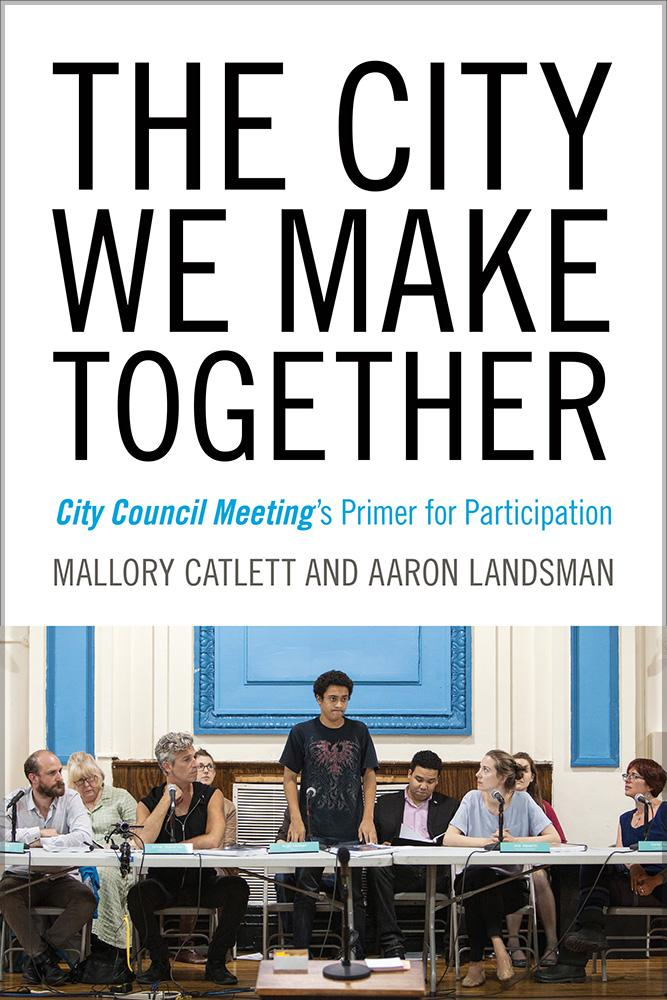 THE CITY
WE MAKE
TOGETHER
City Council Meeting's Primer for Participation
MALLORY CATLETT AND AARON LANDSMAN